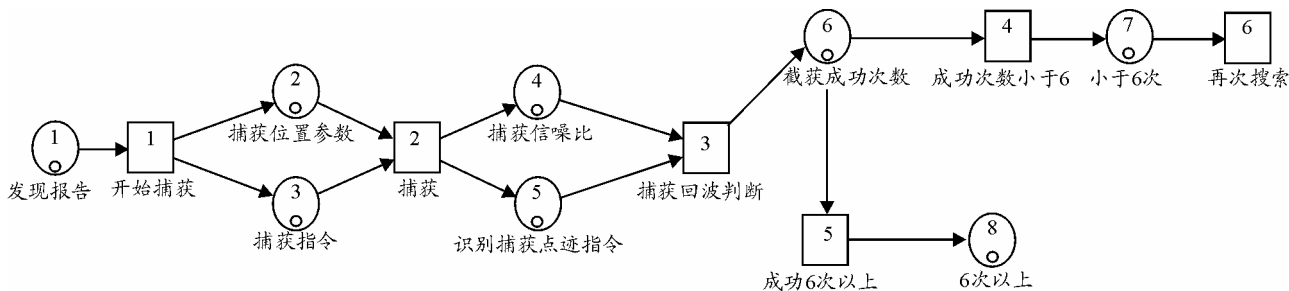 6
4
7
6
截获成功次数
成功次数小于6
小于6次
再次搜索
2
4
捕获位置参数
捕获信噪比
1
1
2
3
发现报告
开始捕获
捕获
捕获回波判断
3
5
捕获指令
识别捕获点迹指令
5
8
成功6次以上
6次以上